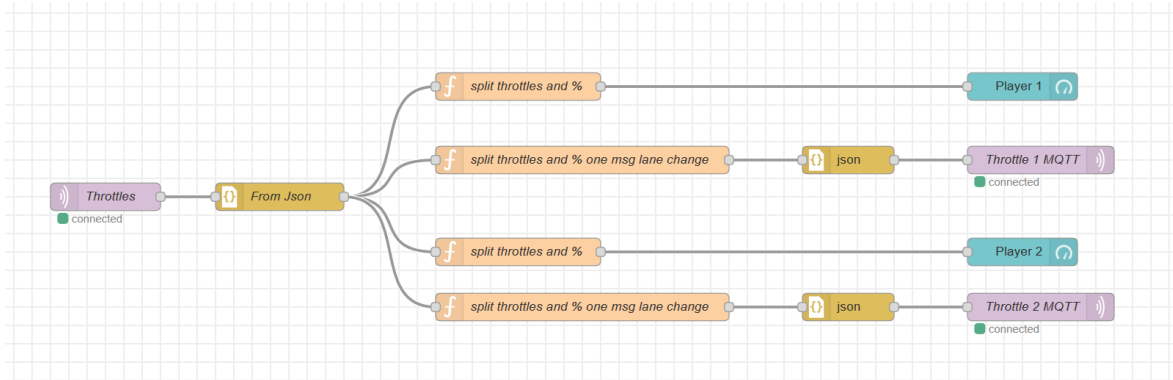 split throttles and %
Player 1
split throttles and % one msg lane change
json
Throttle 1 MQTT
connected
Throttles
connected
From Json
split throttles and %
Player 2
split throttles and % one msg lane change
json
Throttle 2 MQTT
connected